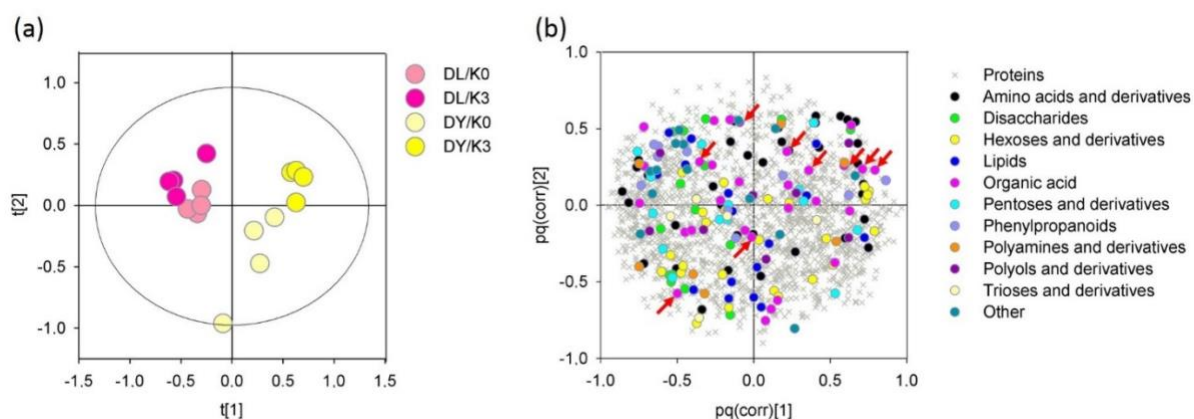 (a)
1.0
0.5
0.0
-0.5
-1.0
t[2]
-1.5 -1.0 -0.5 0.0 0.5 1.0 1.5
t[1]
DL/K0
DL/K3
DY/K0
DY/K3
(b)
1.0
0.5
0.0
-0.5
-1.0
pq(corr)[2]
-1.0 -0.5 0.0 0.5 1.0
pq(corr)[1]
Proteins
Amino acids and derivatives
Disaccharides
Hexoses and derivatives
Lipids
Organic acid
Pentoses and derivatives
Phenylpropanoids
Polyamines and derivatives
Polyols and derivatives
Trioses and derivatives
Other